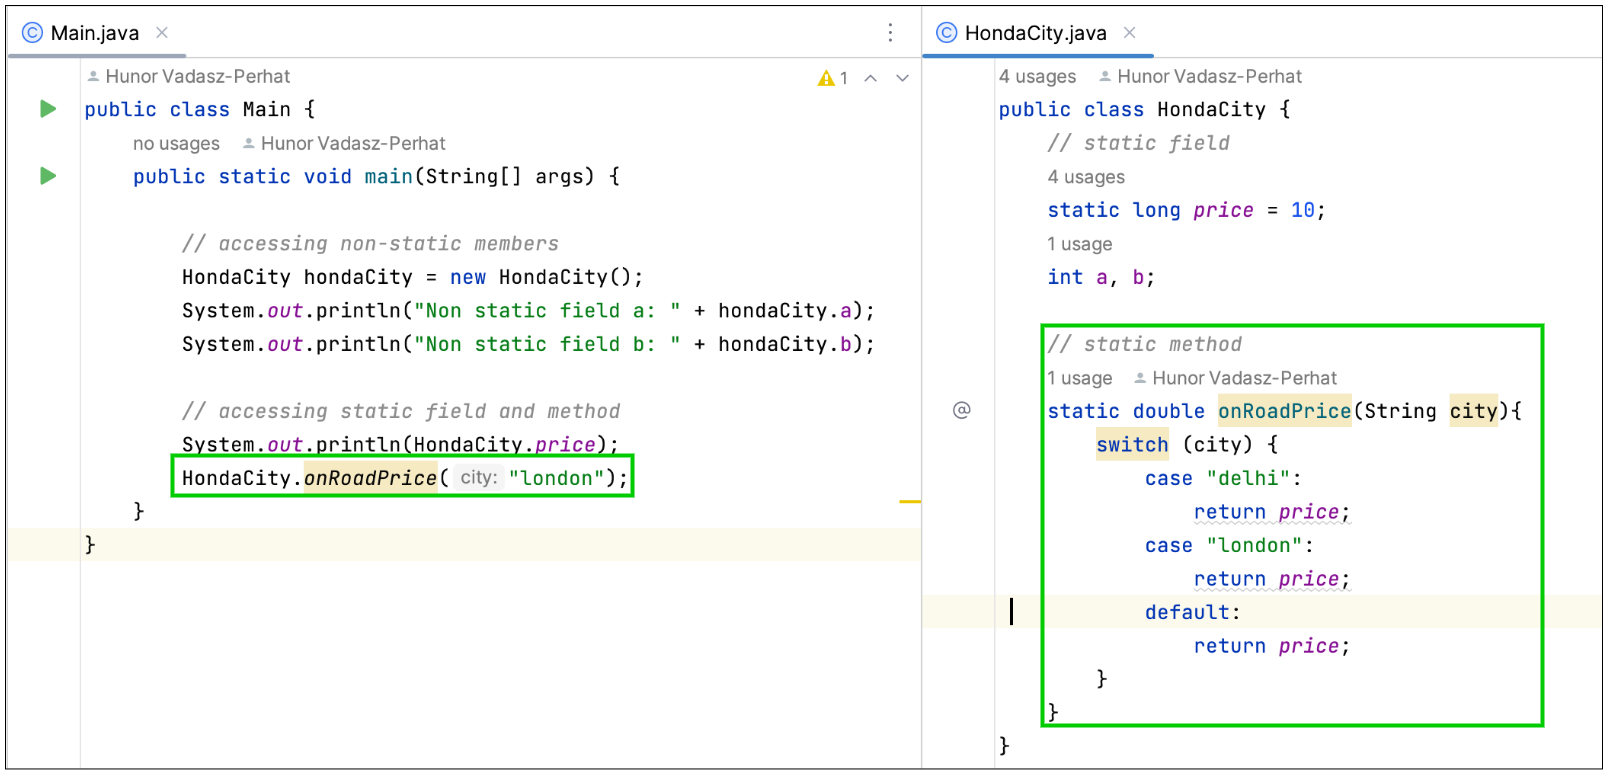 Main.java
Hunor Vadasz-Perhat
1
public class Main {
no usages Hunor Vadasz-Perhat
public static void main(String[] args) {
// accessing non-static members
HondaCity hondaCity = new HondaCity();
System.out.println("Non static field a: " + hondaCity.a);
System.out.println("Non static field b: " + hondaCity.b);
// accessing static field and method
System.out.println(HondaCity.price);
HondaCity.onRoadPrice( city: "london");
}
}
HondaCity.java
4 usages Hunor Vadasz-Perhat
public class HondaCity {
// static field
4 usages
static long price = 10;
1 usage
int a, b;
// static method
1 usage Hunor Vadasz-Perhat
@
static double onRoadPrice(String city){
switch (city) {
case "delhi":
return price;
case "london":
return price;
default:
return price;
}
}
}